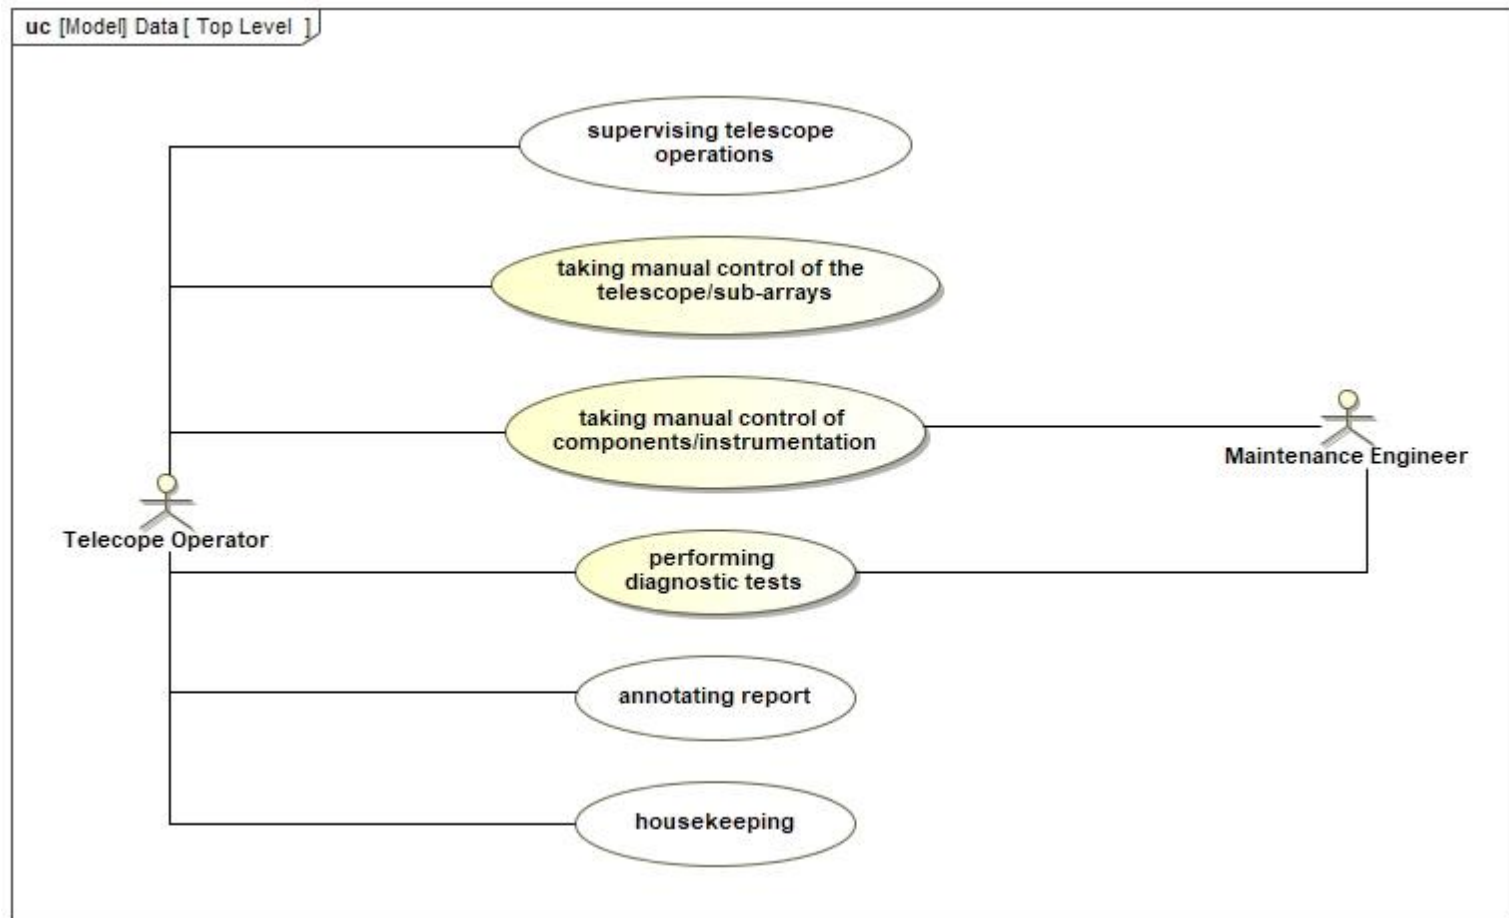 uc [Model] Data [ Top Level ]
supervising telescope
operations
taking manual control of the
telescope/sub-arrays
taking manual control of
components/instrumentation
Maintenance Engineer
Telecope Operator
performing
diagnostic tests
annotating report
housekeeping